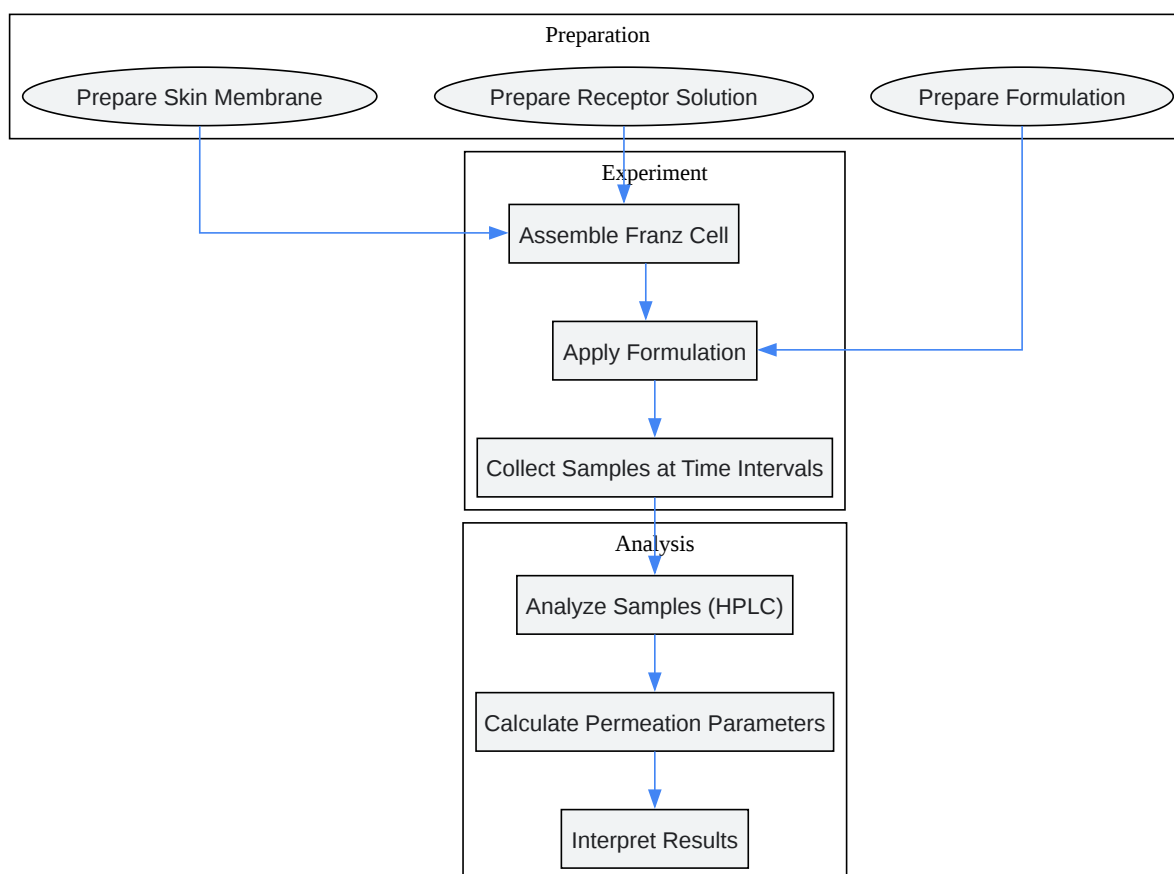 Preparation
Prepare Skin Membrane
Prepare Receptor Solution
Prepare Formulation
Experiment
Assemble Franz Cell
Apply Formulation
Collect Samples at Time Intervals
Analysis
Analyze Samples (HPLC)
Calculate Permeation Parameters
Interpret Results